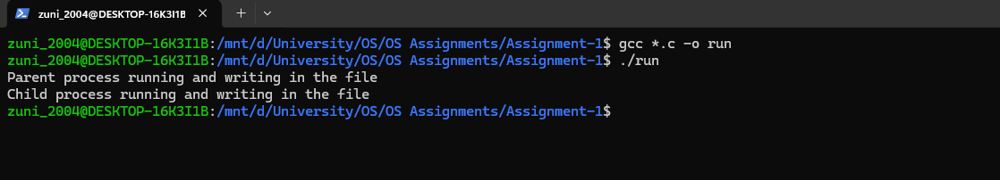 zuni_2004@DESKTOP-16K3I1B
zuni_2004@DESKTOP-16K3I1B:/mnt/d/University/OS/OS Assignments/Assignment-1$ gcc *.c -o run
zuni_2004@DESKTOP-16K3I1B:/mnt/d/University/OS/OS Assignments/Assignment-1$ ./run
Parent process running and writing in the file
Child process running and writing in the file
zuni_2004@DESKTOP-16K3I1B:/mnt/d/University/OS/OS Assignments/Assignment-1$